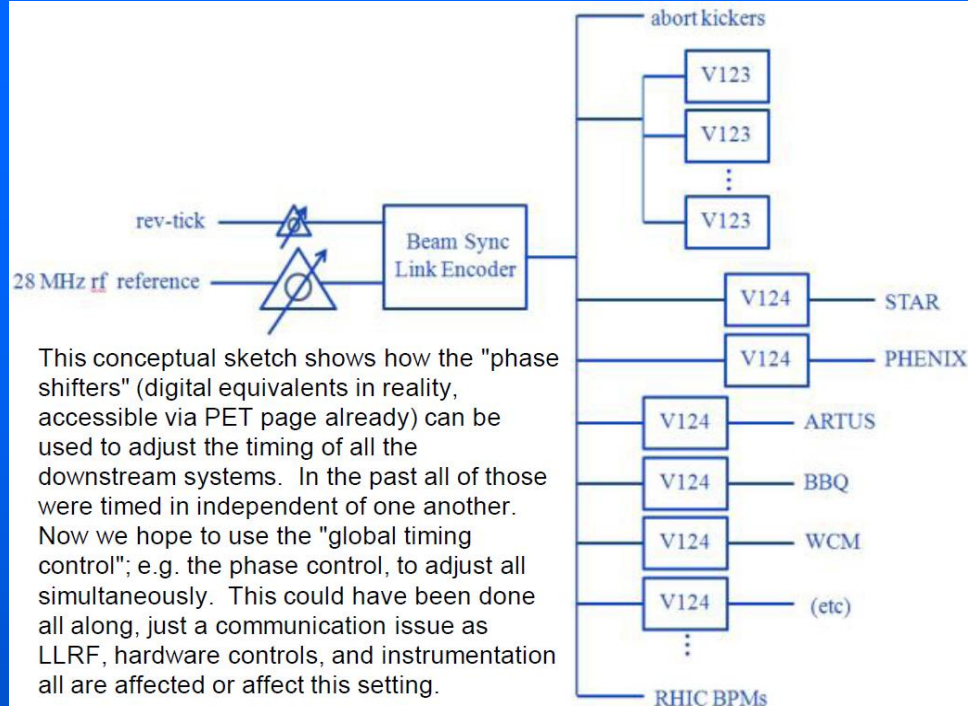 abort kickers
V123
V123
V123
rev-tick
28 MHz rf reference
Beam Sync
Link Encoder
V124
STAR
V124
PHENIX
V124
ARTUS
V124
BBQ
V124
WCM
V124
(etc)
RHIC BPMs
This conceptual sketch shows how the "phase
shifters" (digital equivalents in reality,
accessible via PET page already) can be
used to adjust the timing of all the
downstream systems. In the past all of those
were timed in independent of one another.
Now we hope to use the "global timing
control"; e.g. the phase control, to adjust all
simultaneously. This could have been done
all along, just a communication issue as
LLRF, hardware controls, and instrumentation
all are affected or affect this setting.